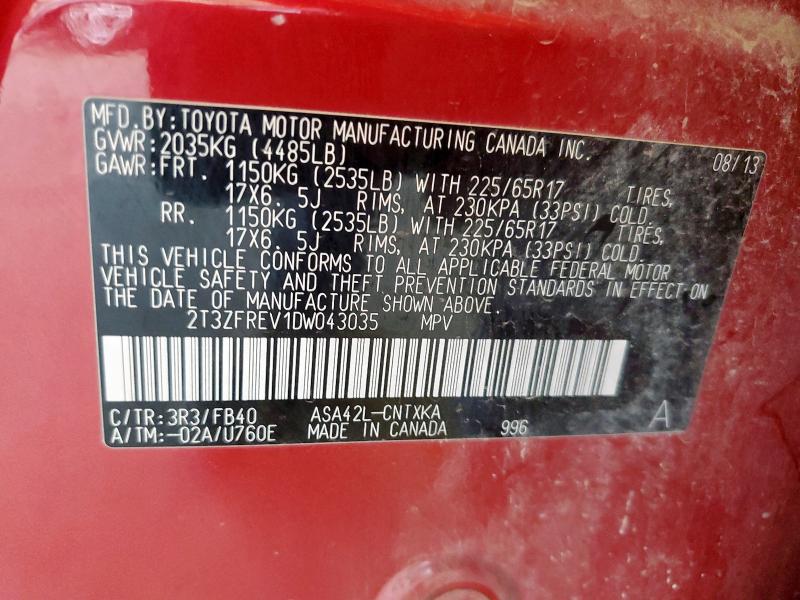 MFD. BY: TOYOTA MOTOR MANUFACTURING CANADA INC.
08/13
GVWR: 2035KG (4485LB)
GAWR: FRT. 1150KG (2535LB) WITH 225/65R17 TIRES,
17X6. 5J RIMS, AT 230KPA (33PSI) COLD.
RR. 1150KG (2535LB) WITH 225/65R17 TIRES,
17X6. 5J RIMS, AT 230KPA (33PSI) COLD.
THIS VEHICLE CONFORMS TO ALL APPLICABLE FEDERAL MOTOR
VEHICLE SAFETY AND THEFT PREVENTION STANDARDS IN EFFECT ON
THE DATE OF MANUFACTURE SHOWN ABOVE.
2T3ZFREV1DW043035 MPV
C/TR: 3R3/FB40 ASA42L-CNTXKA
A/TM: -02A/U760E MADE IN CANADA 996 A